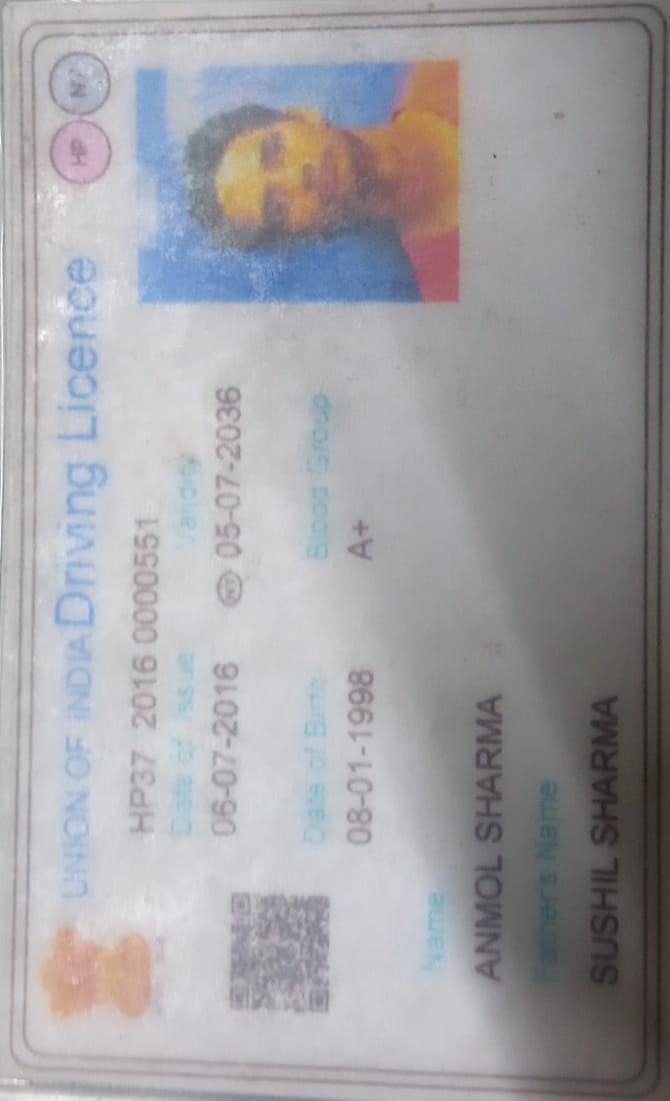 UNION OF INDIA Driving Licence
HP NT
HP37 2016 0000551
Date of Issue Validity
06-07-2016 NT 05-07-2036
Date of Birth Blood Group
08-01-1998 A+
Name
ANMOL SHARMA
Father's Name
SUSHIL SHARMA